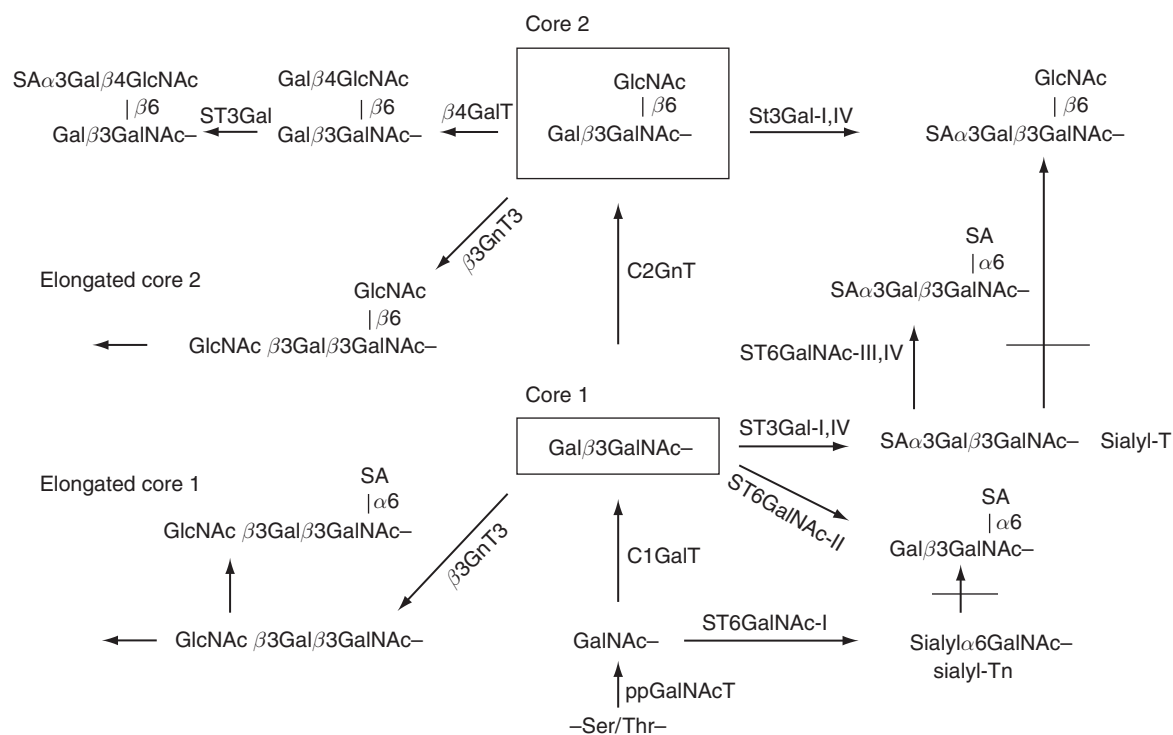 Core 2
SAα3Galβ4GlcNAc
| β6
Galβ3GalNAc–
ST3Gal
Galβ4GlcNAc
| β6
Galβ3GalNAc–
β4GalT
GlcNAc
| β6
Galβ3GalNAc–
St3Gal-I,IV
GlcNAc
| β6
SAα3Galβ3GalNAc–
β3GnT3
C2GnT
SA
|α6
SAα3Galβ3GalNAc–
Elongated core 2
GlcNAc
| β6
GlcNAc β3Galβ3GalNAc–
ST6GalNAc-III,IV
Core 1
Galβ3GalNAc–
ST3Gal-I,IV
SAα3Galβ3GalNAc– Sialyl-T
ST6GalNAc-II
SA
|α6
Galβ3GalNAc–
Elongated core 1
SA
|α6
GlcNAc β3Galβ3GalNAc–
β3GnT3
C1GalT
GlcNAc β3Galβ3GalNAc–
GalNAc–
ST6GalNAc-I
Sialylα6GalNAc–
sialyl-Tn
ppGalNAcT
–Ser/Thr–